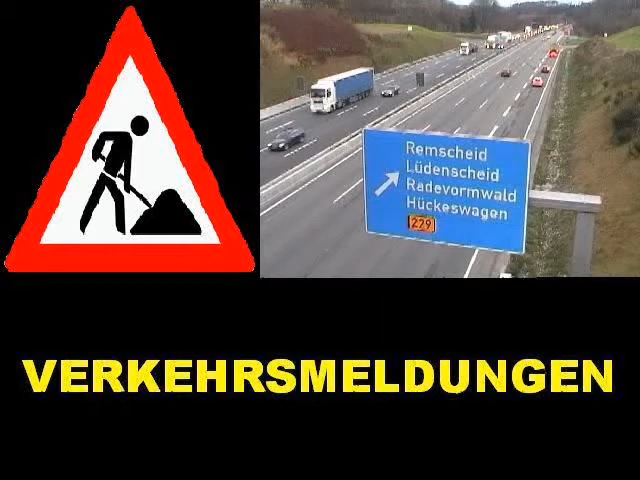 Remscheid
Lüdenscheid
Radevormwald
Hückeswagen
229
VERKEHRSMELDUNGEN